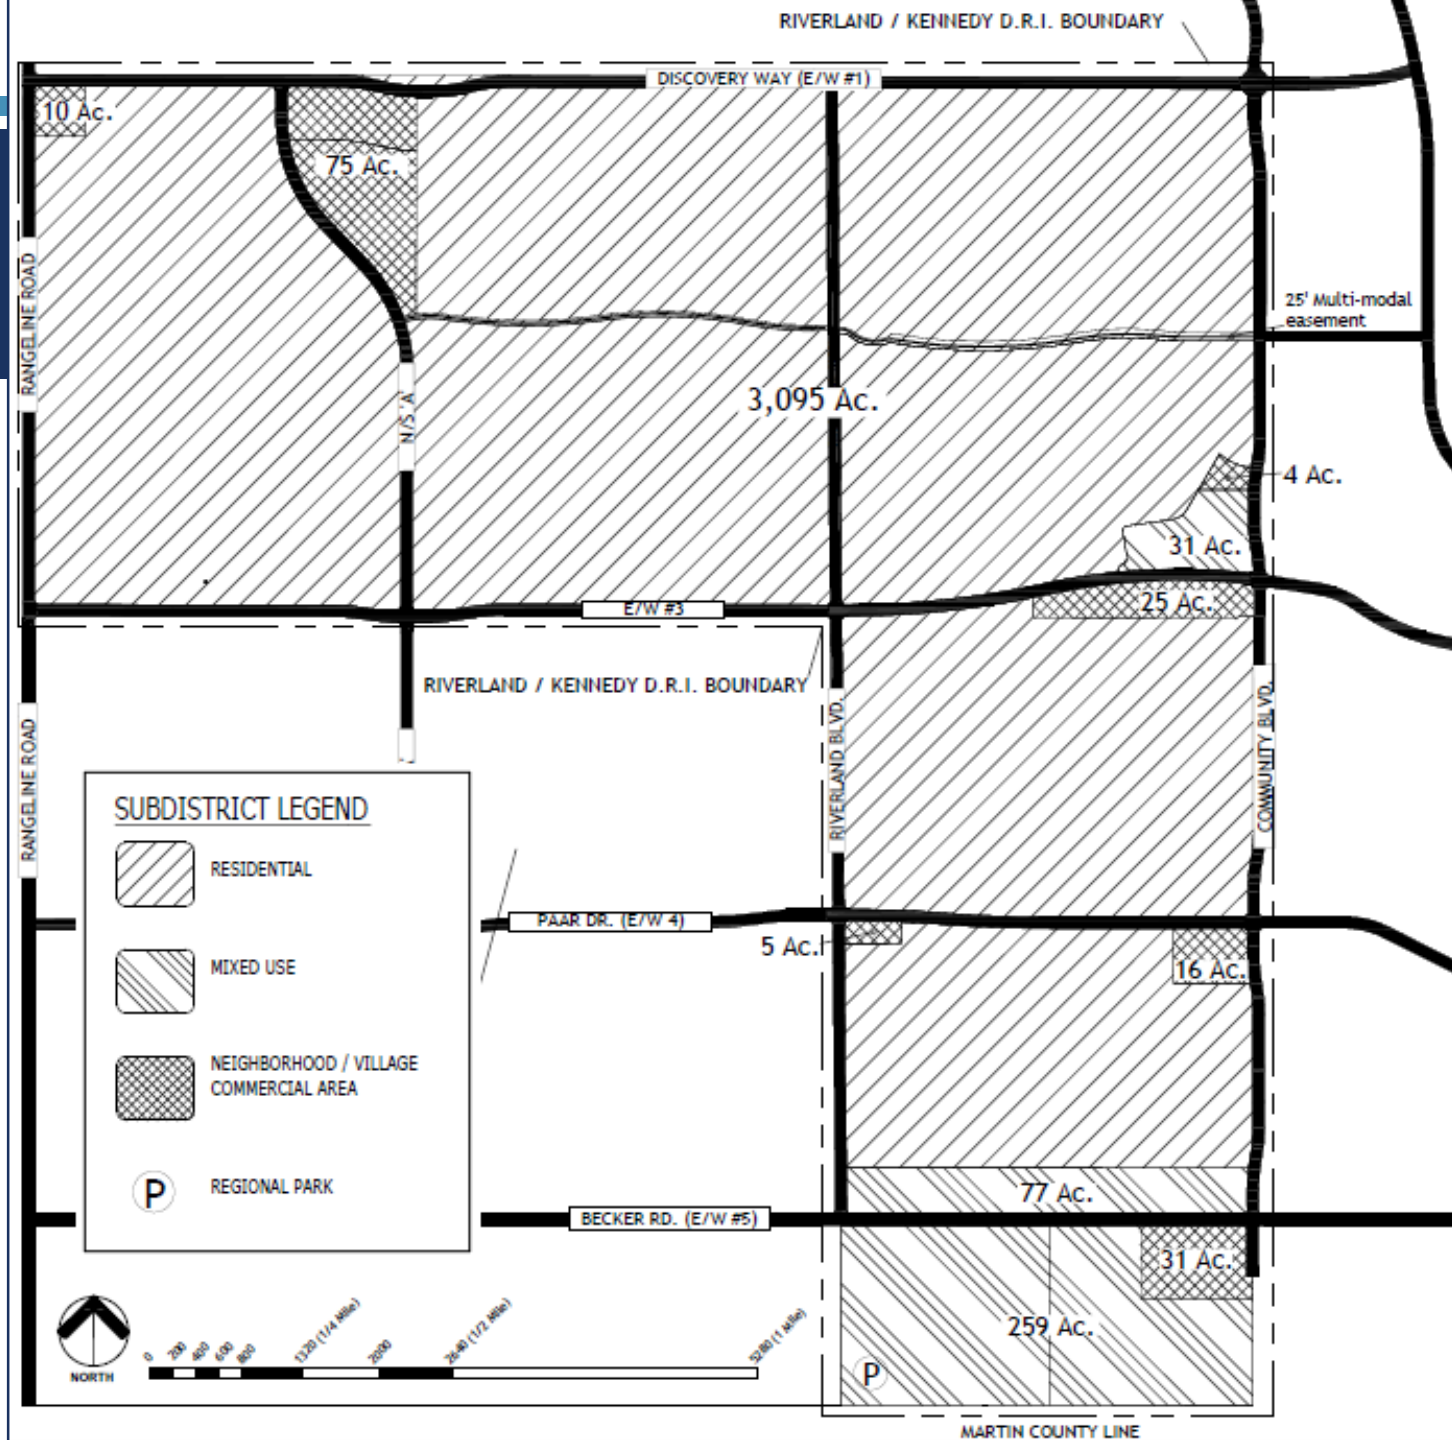 RIVERLAND / KENNEDY D.R.I. BOUNDARY
DISCOVERY WAY (E/W #1)
10 Ac.
75 Ac.
RANGELINE ROAD
25' Multi-modal
easement
N/S 'A'
3,095 Ac.
4 Ac.
31 Ac.
25 Ac.
E/W #3
RIVERLAND / KENNEDY D.R.I. BOUNDARY
RANGELINE ROAD
RIVERLAND BLVD.
COMMUNITY BLVD.
SUBDISTRICT LEGEND
RESIDENTIAL
MIXED USE
NEIGHBORHOOD / VILLAGE
COMMERCIAL AREA
P
REGIONAL PARK
PAAR DR. (E/W 4)
5 Ac.
16 Ac.
77 Ac.
BECKER RD. (E/W #5)
31 Ac.
259 Ac.
P
NORTH
0
200
400
600
800
1320 (1/4 Mile)
2000
2640 (1/2 Mile)
5280 (1 Mile)
MARTIN COUNTY LINE